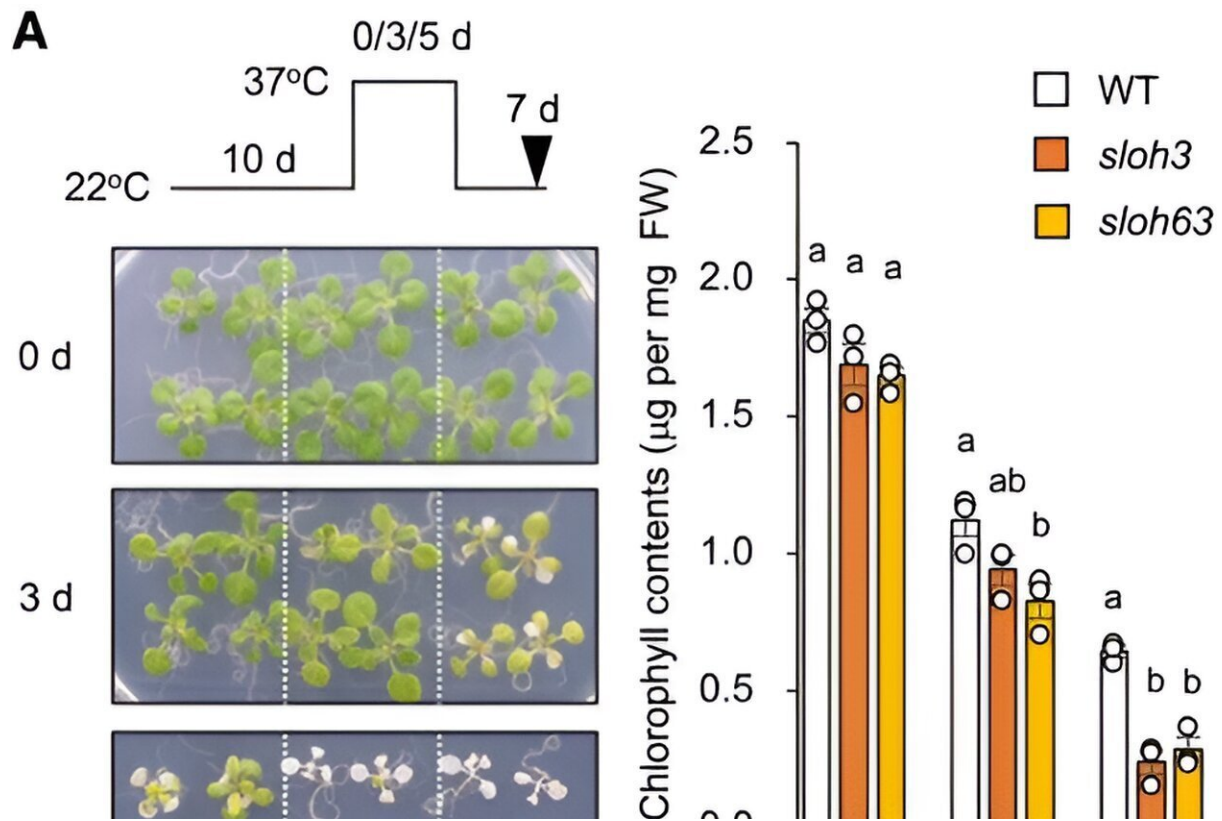 A
0/3/5 d
37°C
7 d
10 d
22°C
0 d
3 d
WT
sloh3
sloh63
Chlorophyll contents (µg per mg FW)
2.5
2.0
1.5
1.0
0.5
a
a
a
a
ab
b
a
b
b